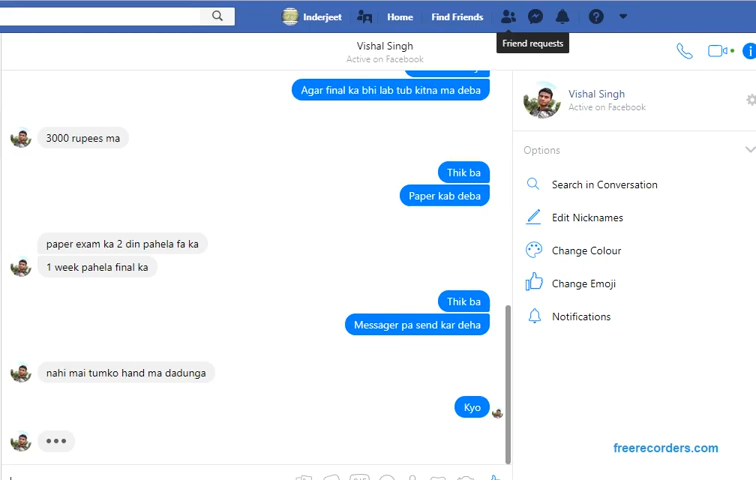 Inderjeet
Home
Find Friends
Friend requests
Vishal Singh
Active on Facebook
Agar final ka bhi lab tub kitna ma deba
3000 rupees ma
Thik ba
Paper kab deba
paper exam ka 2 din pahela fa ka
1 week pahela final ka
Thik ba
Messager pa send kar deha
nahi mai tumko hand ma dadunga
Kyo
Vishal Singh
Active on Facebook
Options
Search in Conversation
Edit Nicknames
Change Colour
Change Emoji
Notifications
freerecorders.com